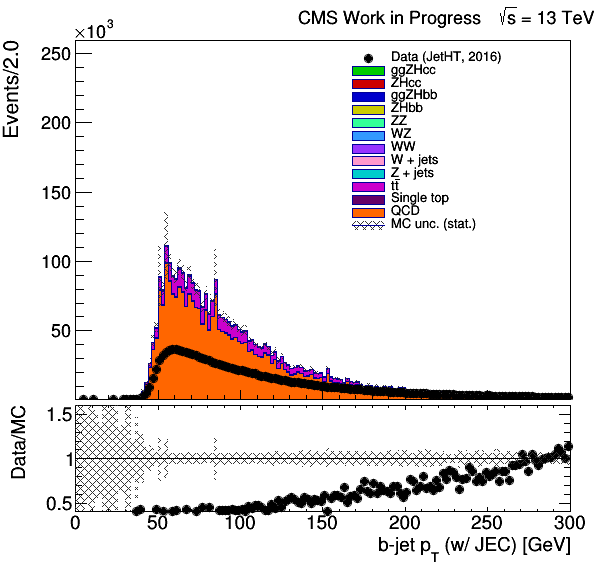 CMS Work in Progress √s = 13 TeV
×10³
Events/2.0
250
200
150
100
50
Data (JetHT, 2016)
ggZHcc
ZHcc
ggZHbb
ZHbb
ZZ
WZ
WW
W + jets
Z + jets
tt̄
Single top
QCD
MC unc. (stat.)
Data/MC
1.5
1
0.5
0 50 100 150 200 250 300
b-jet p_T (w/ JEC) [GeV]